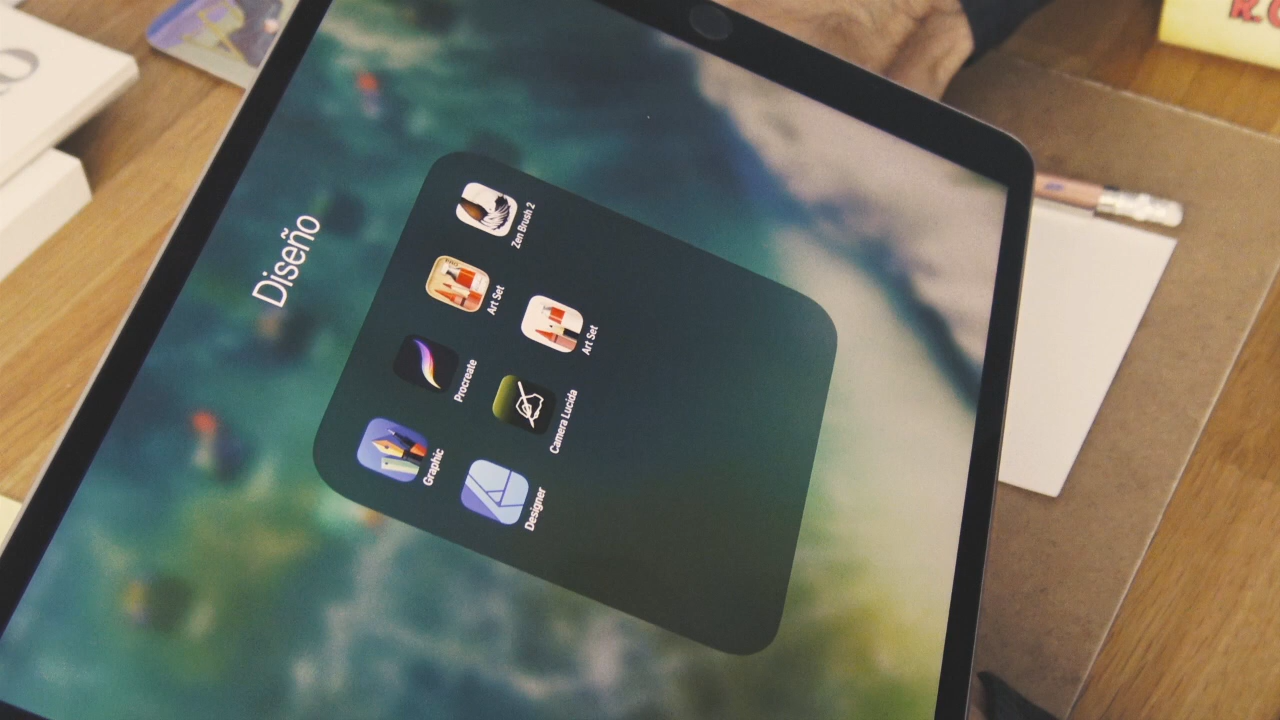 Diseño
Graphic
Procreate
Art Set
Zen Brush 2
Designer
Camera Lucida
Art Set